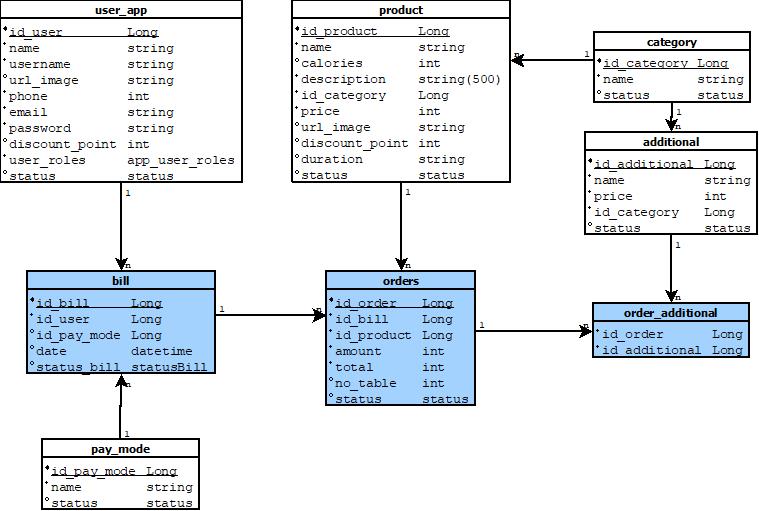 user_app
id_user Long
name string
username string
url_image string
phone int
email string
password string
discount_point int
user_roles app_user_roles
status status
product
id_product Long
name string
calories int
description string(500)
id_category Long
price int
url_image string
discount_point int
duration string
status status
category
id_category Long
name string
status status
additional
id_additional Long
name string
price int
id_category Long
status status
bill
id_bill Long
id_user Long
id_pay_mode Long
date datetime
status_bill statusBill
orders
id_order Long
id_bill Long
id_product Long
amount int
total int
no_table int
status status
order_additional
id_order Long
id_additional Long
pay_mode
id_pay_mode Long
name string
status status
1
n
1
n
1
n
1
n
1
n
1
n
1
n
1
n